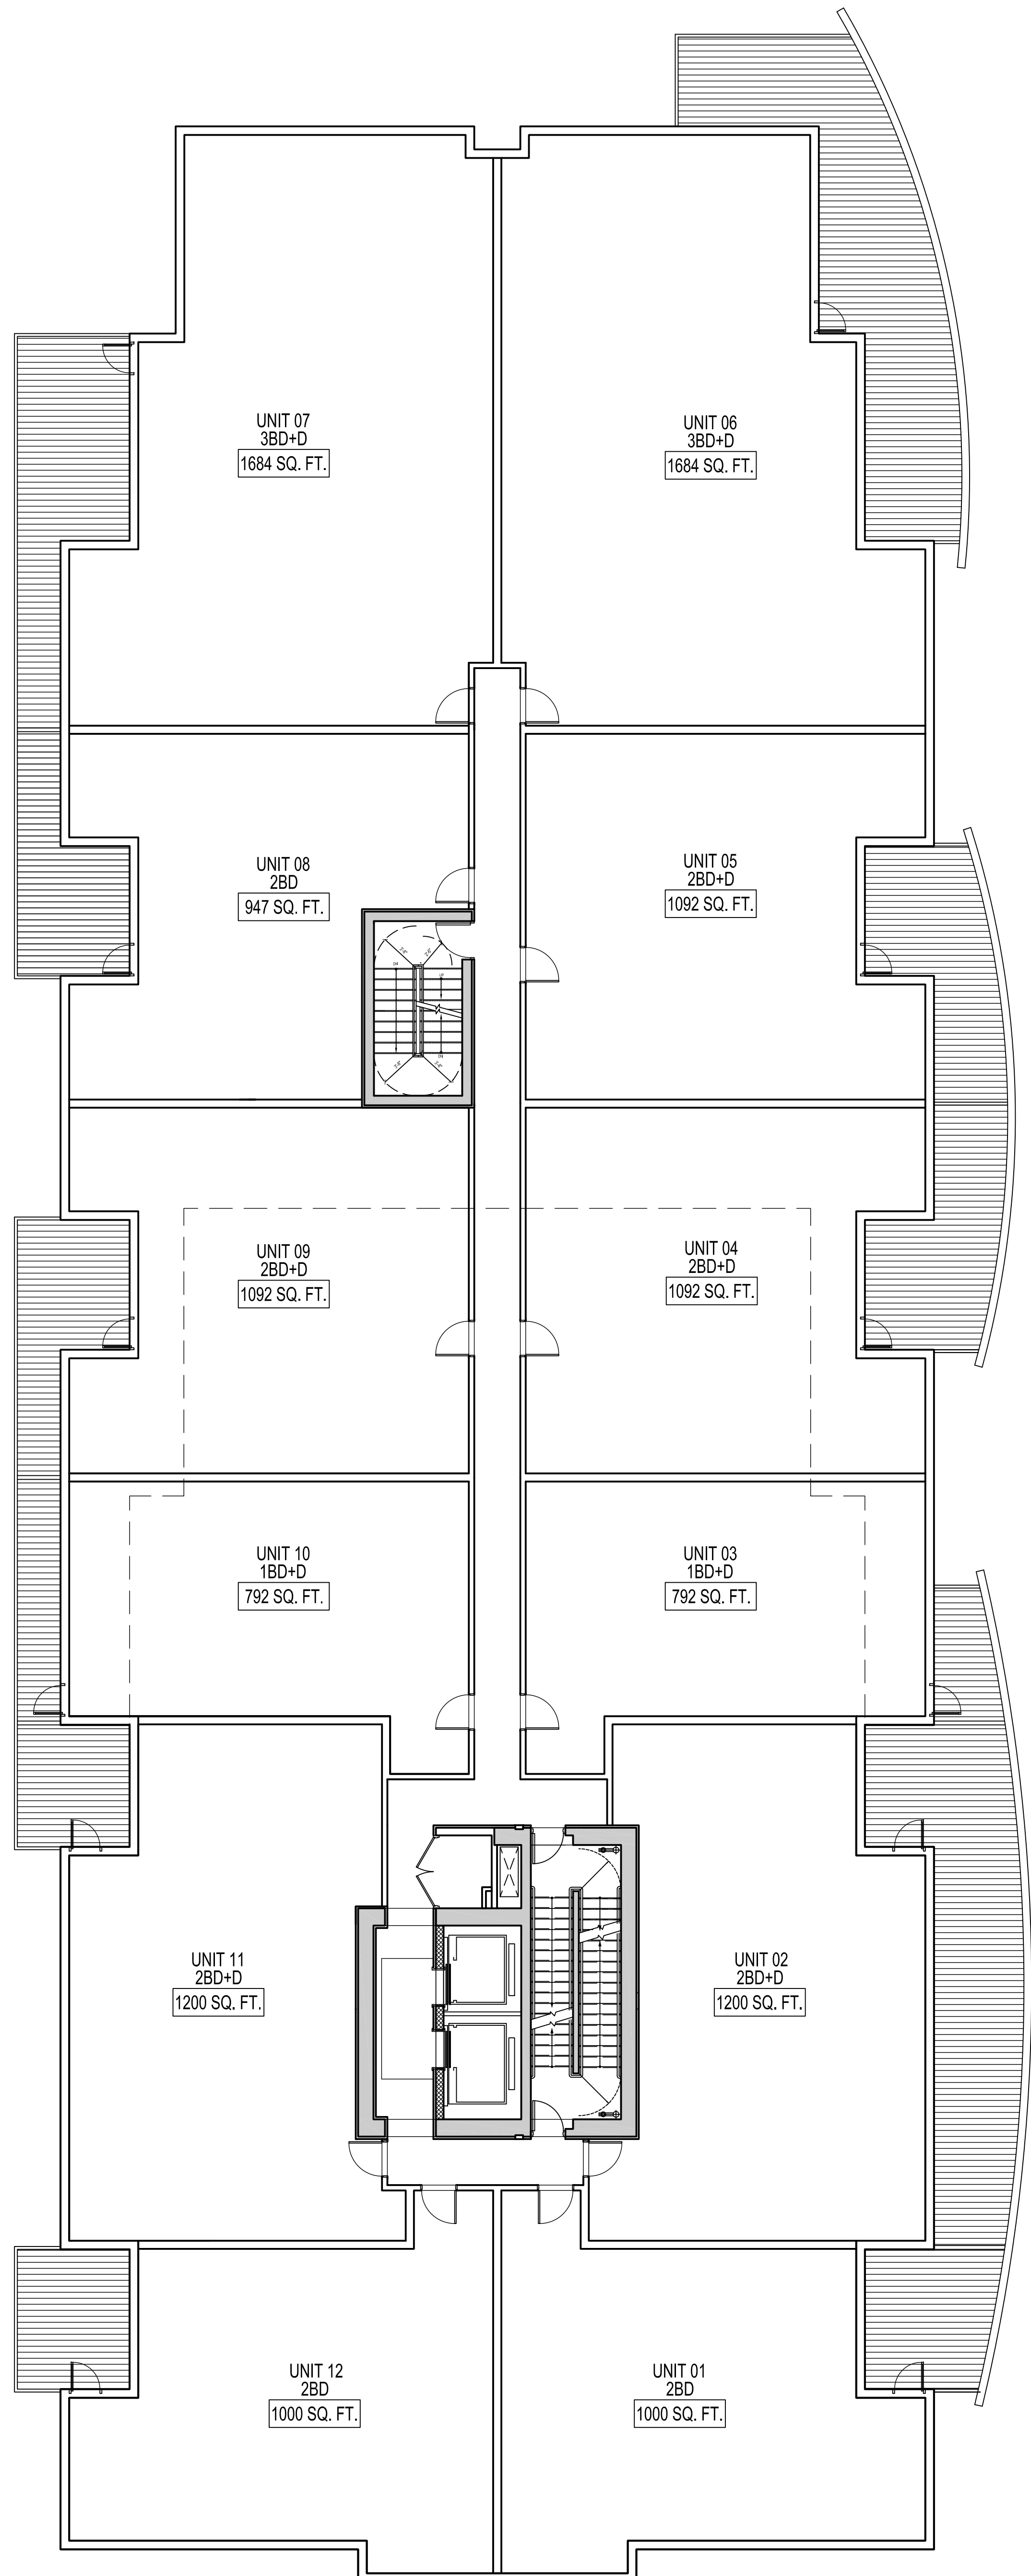 UNIT 07
3BD+D
1684 SQ. FT.
UNIT 06
3BD+D
1684 SQ. FT.
UNIT 08
2BD
947 SQ. FT.
UNIT 05
2BD+D
1092 SQ. FT.
DN
UP
DN
UNIT 09
2BD+D
1092 SQ. FT.
UNIT 04
2BD+D
1092 SQ. FT.
UNIT 10
1BD+D
792 SQ. FT.
UNIT 03
1BD+D
792 SQ. FT.
UNIT 11
2BD+D
1200 SQ. FT.
UNIT 02
2BD+D
1200 SQ. FT.
UNIT 12
2BD
1000 SQ. FT.
UNIT 01
2BD
1000 SQ. FT.